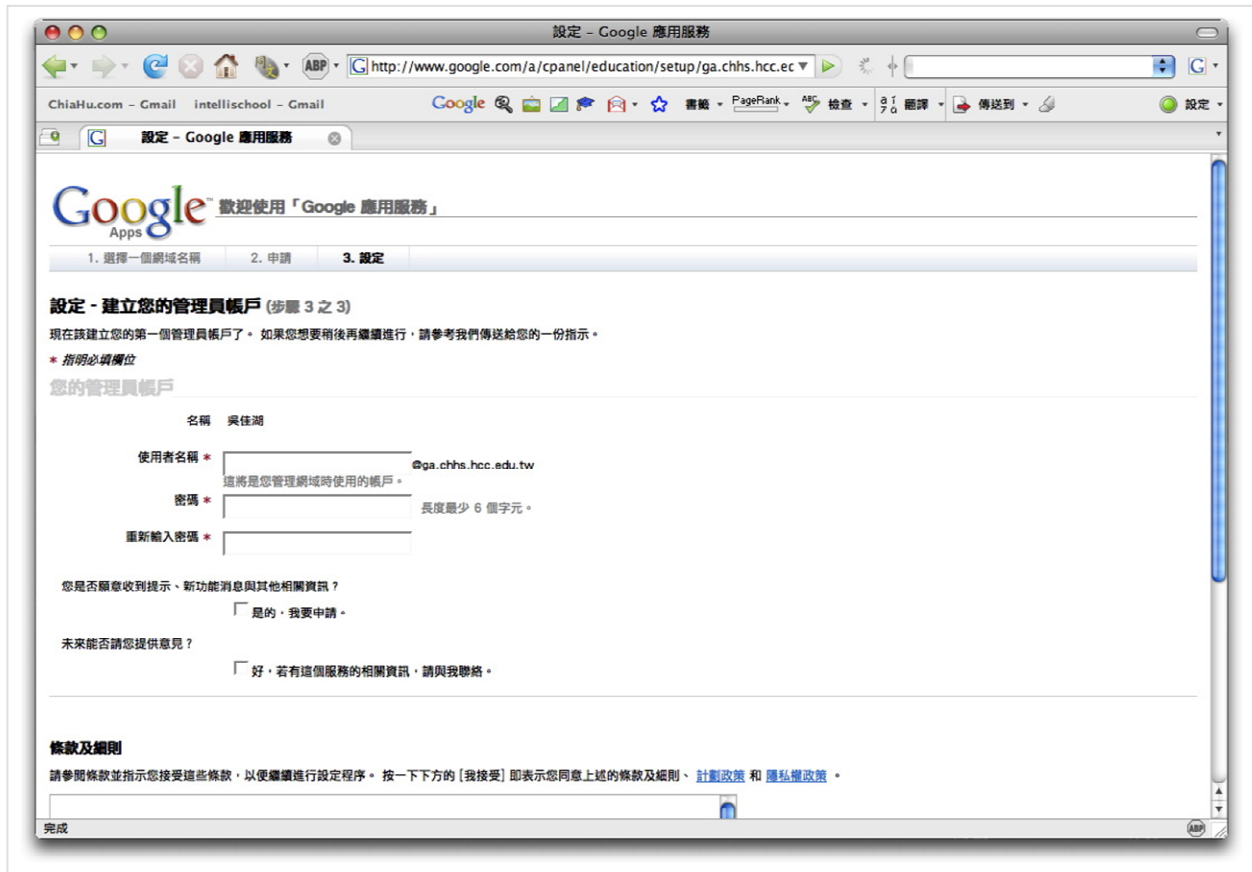 設定 – Google 應用服務
ABP G http://www.google.com/a/cpanel/education/setup/ga.chhs.hcc.ec G
ChiaHu.com – Gmail intellischool – Gmail Google 書籤 PageRank ABC 檢查 翻譯 傳送到 設定
G 設定 – Google 應用服務
Google™ Apps 歡迎使用「Google 應用服務」
1. 選擇一個網域名稱 2. 申請 3. 設定
設定 - 建立您的管理員帳戶 (步驟 3 之 3)
現在該建立您的第一個管理員帳戶了。 如果您想要稍後再繼續進行，請參考我們傳送給您的一份指示。
* 指明必填欄位
您的管理員帳戶
名稱 吳佳湖
使用者名稱 * @ga.chhs.hcc.edu.tw
這將是您管理網域時使用的帳戶。
密碼 * 長度最少 6 個字元。
重新輸入密碼 *
您是否願意收到提示、新功能消息與其他相關資訊？
是的，我要申請。
未來能否請您提供意見？
好，若有這個服務的相關資訊，請與我聯絡。
條款及細則
請參閱條款並指示您接受這些條款，以便繼續進行設定程序。 按一下下方的 [我接受] 即表示您同意上述的條款及細則、 計劃政策 和 隱私權政策 。
完成 ABP